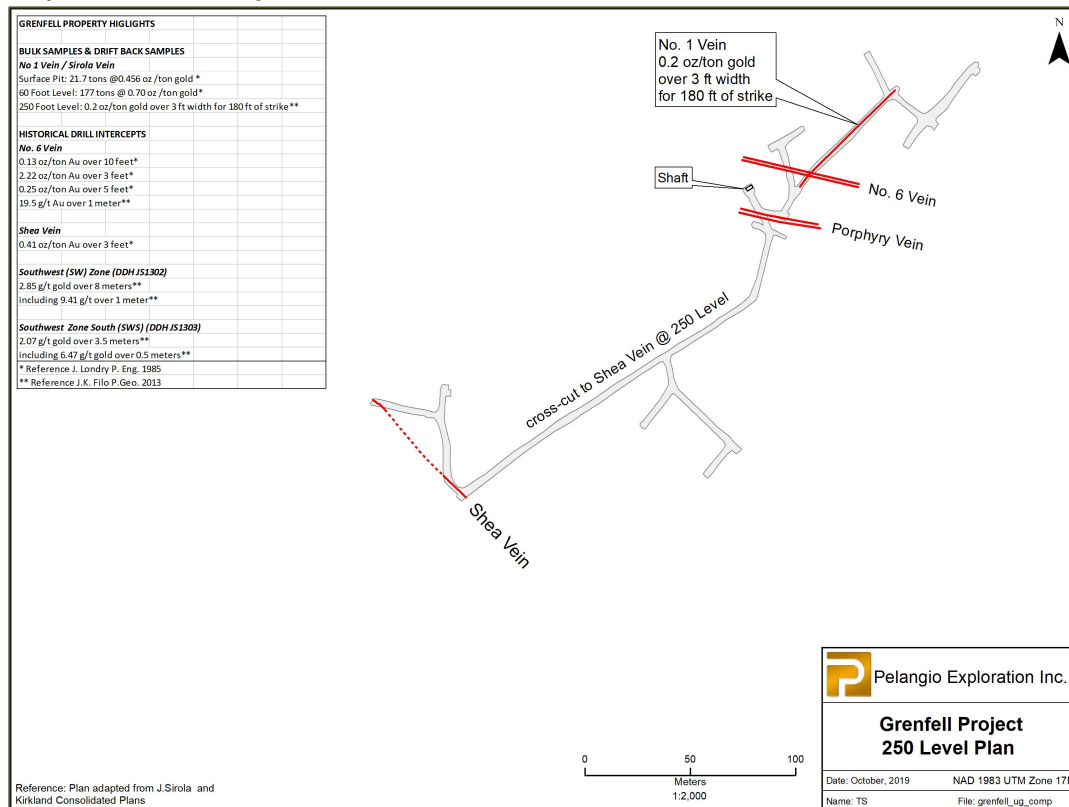 GRENFELL PROPERTY HIGLIGHTS
BULK SAMPLES & DRIFT BACK SAMPLES
No 1 Vein / Sirola Vein
Surface Pit: 21.7 tons @0.456 oz /ton gold *
60 Foot Level: 177 tons @ 0.70 oz/ton gold*
250 Foot Level: 0.2 oz/ton gold over 3 ft width for 180 ft of strike**
HISTORICAL DRILL INTERCEPTS
No. 6 Vein
0.13 oz/ton Au over 10 feet*
2.22 oz/ton Au over 3 feet*
0.25 oz/ton Au over 5 feet*
19.5 g/t Au over 1 meter**
Shea Vein
0.41 oz/ton Au over 3 feet*
Southwest (SW) Zone (DDH JS1302)
2.85 g/t gold over 8 meters**
including 9.41 g/t over 1 meter**
Southwest Zone South (SWS) (DDH JS1303)
2.07 g/t gold over 3.5 meters**
including 6.47 g/t gold over 0.5 meters**
* Reference J. Londry P. Eng. 1985
** Reference J.K. Filo P.Geo. 2013
N
No. 1 Vein
0.2 oz/ton gold
over 3 ft width
for 180 ft of strike
Shaft
No. 6 Vein
Porphyry Vein
cross-cut to Shea Vein @ 250 Level
Shea Vein
0 50 100
Meters
1:2,000
Reference: Plan adapted from J.Sirola and
Kirkland Consolidated Plans
Pelangio Exploration Inc.
Grenfell Project
250 Level Plan
Date: October, 2019 NAD 1983 UTM Zone 17
Name: TS File: grenfell_ug_comp